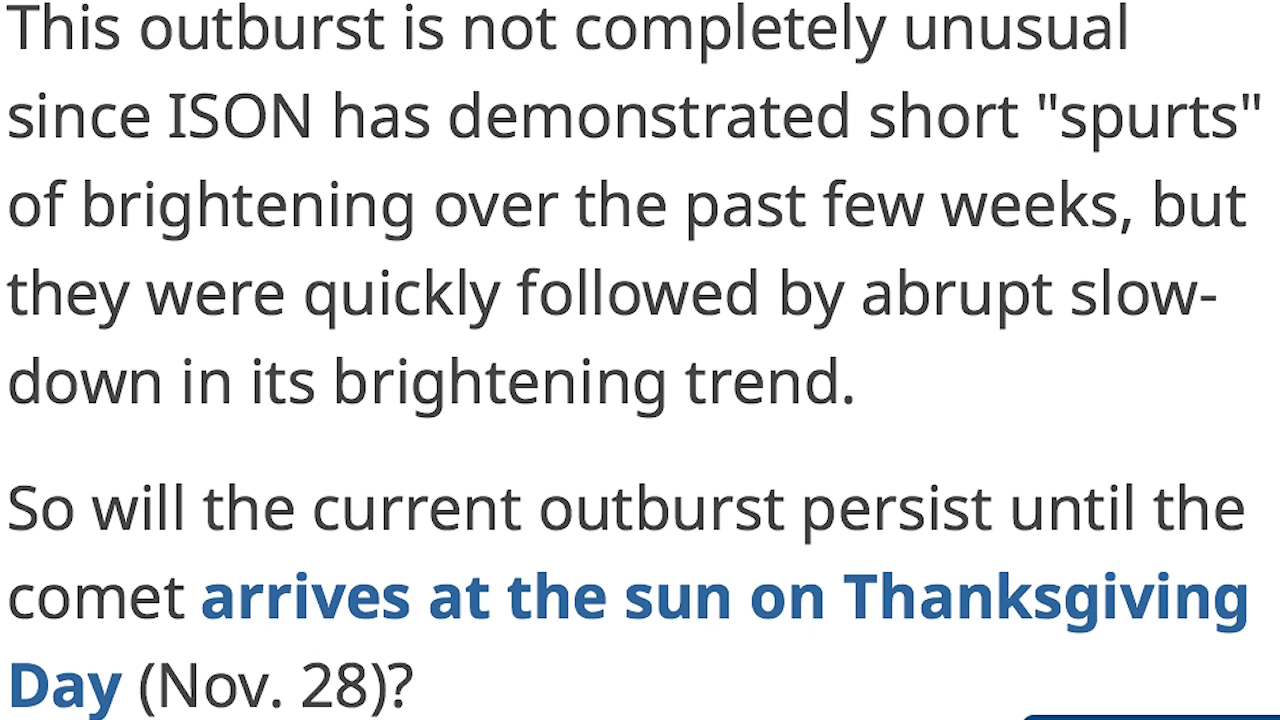 This outburst is not completely unusual
since ISON has demonstrated short "spurts"
of brightening over the past few weeks, but
they were quickly followed by abrupt slow-
down in its brightening trend.
So will the current outburst persist until the
comet arrives at the sun on Thanksgiving
Day (Nov. 28)?